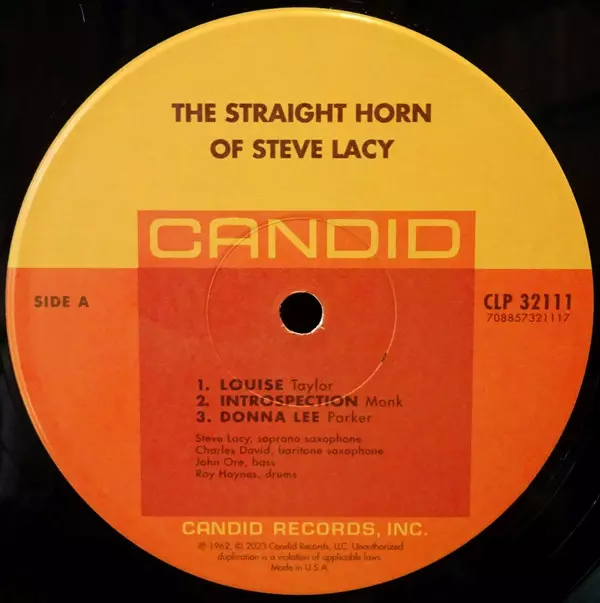 THE STRAIGHT HORN
OF STEVE LACY
CANDID
SIDE A
CLP 32111
708857321117
1. LOUISE Taylor
2. INTROSPECTION Monk
3. DONNA LEE Parker
Steve Lacy, soprano saxophone
Charles David, baritone saxophone
John Ore, bass
Roy Haynes, drums
CANDID RECORDS, INC.
℗ 1962, © 2023 Candid Records, LLC. Unauthorized
duplication is a violation of applicable laws
Made in U.S.A